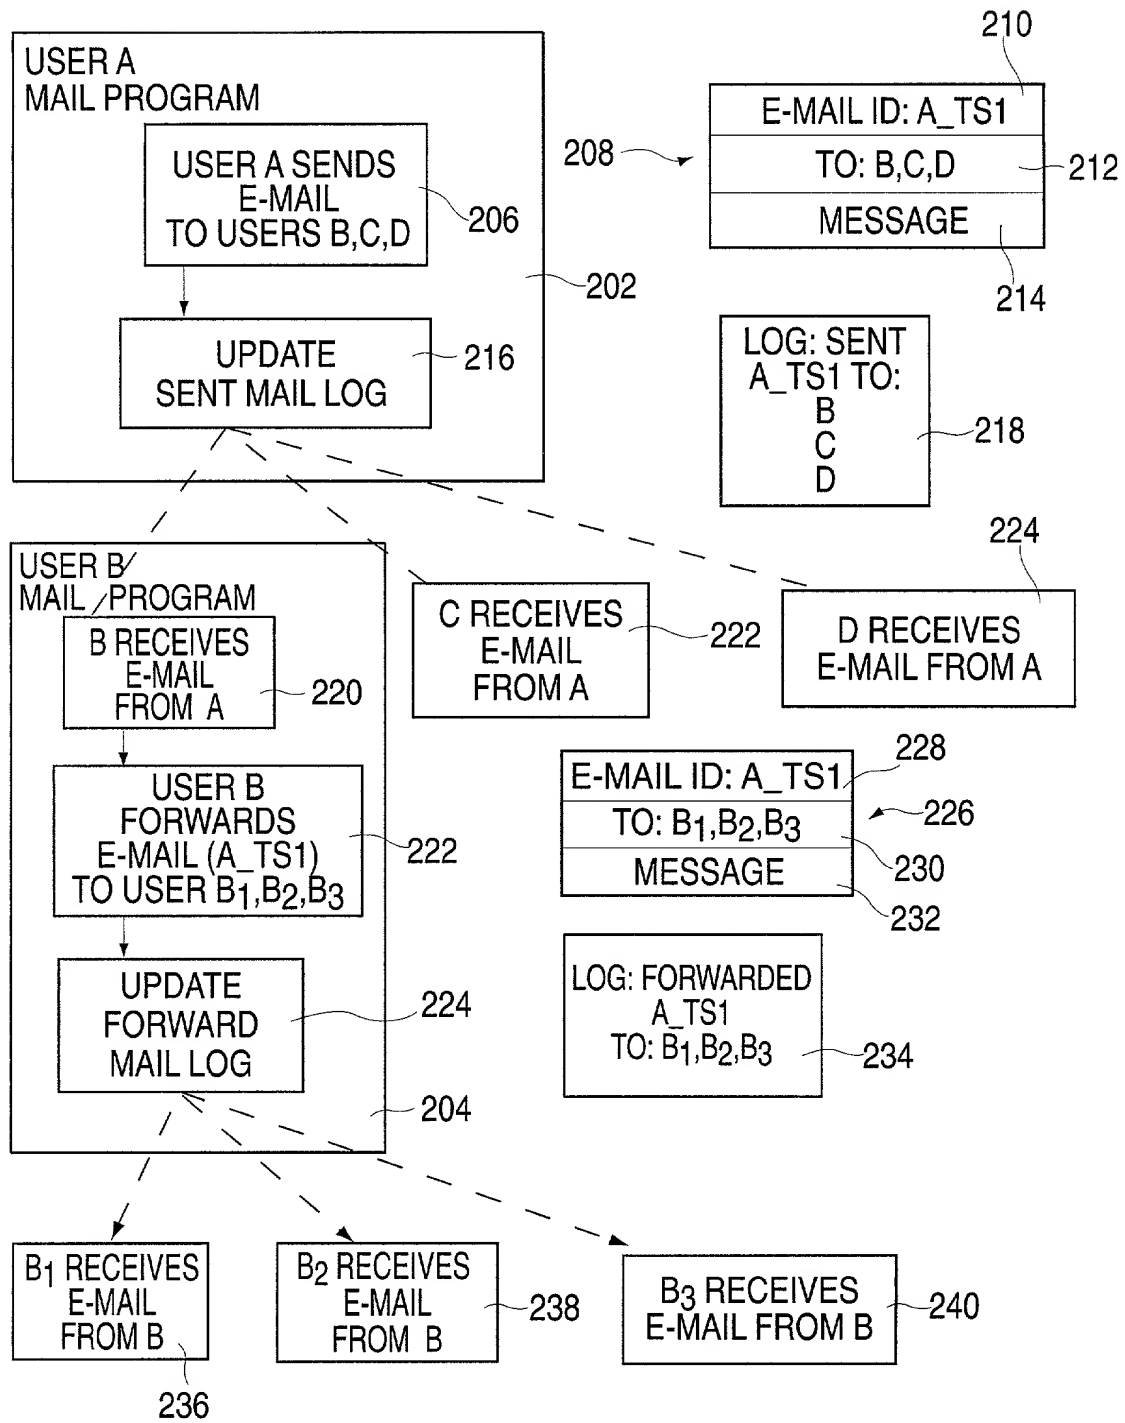 USER A
MAIL PROGRAM
USER A SENDS
E-MAIL
TO USERS B,C,D
206
202
UPDATE
SENT MAIL LOG
216
210
E-MAIL ID: A_TS1
208
TO: B,C,D
212
MESSAGE
214
LOG: SENT
A_TS1 TO:
B
C
D
218
USER B
MAIL PROGRAM
B RECEIVES
E-MAIL
FROM A
220
C RECEIVES
E-MAIL
FROM A
222
224
D RECEIVES
E-MAIL FROM A
USER B
FORWARDS
E-MAIL (A_TS1)
TO USER B1,B2,B3
222
E-MAIL ID: A_TS1
228
TO: B1,B2,B3
226
230
MESSAGE
232
UPDATE
FORWARD
MAIL LOG
224
204
LOG: FORWARDED
A_TS1
TO: B1,B2,B3
234
B1 RECEIVES
E-MAIL
FROM B
236
B2 RECEIVES
E-MAIL
FROM B
238
B3 RECEIVES
E-MAIL FROM B
240